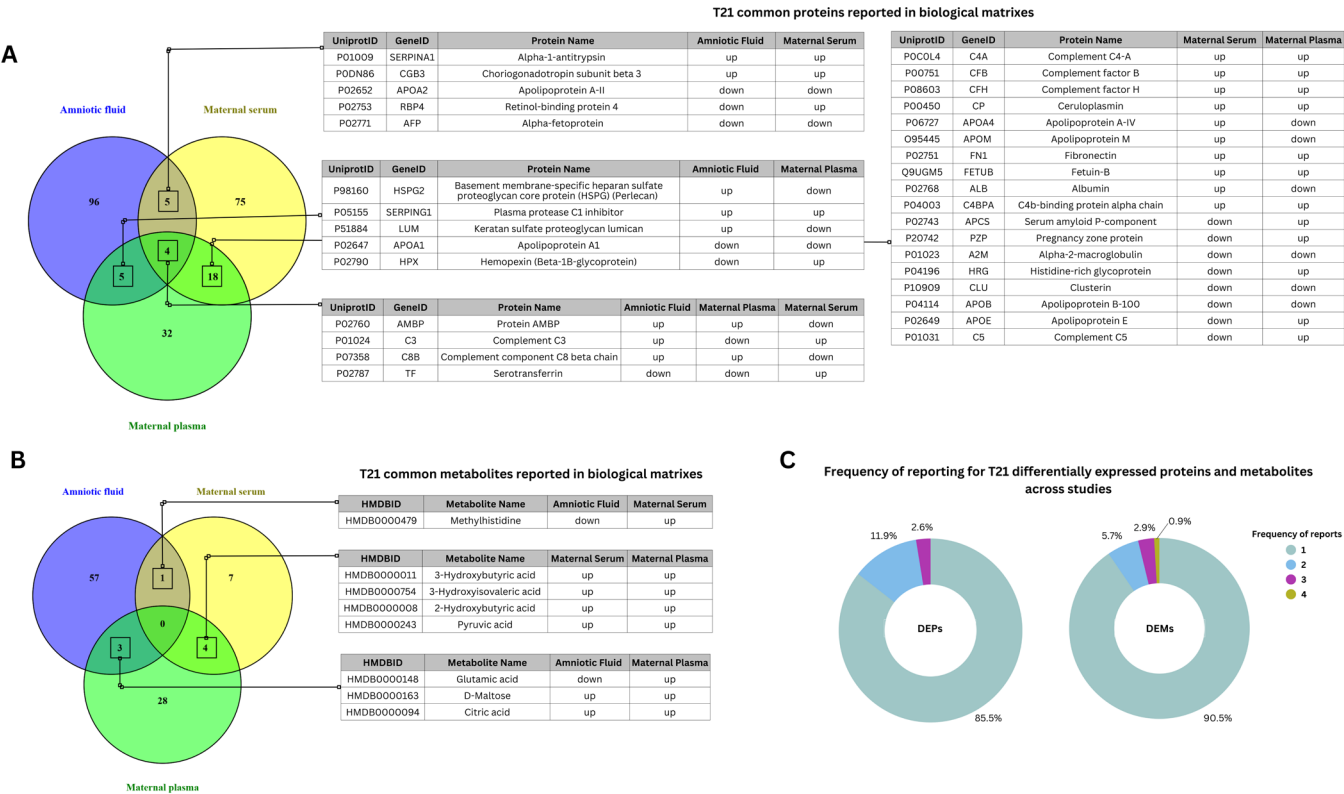 T21 common proteins reported in biological matrixes
A
Amniotic fluid
Maternal serum
96
5
75
4
5
18
32
Maternal plasma
UniprotID GeneID Protein Name Amniotic Fluid Maternal Serum
P01009 SERPINA1 Alpha-1-antitrypsin up up
P0DN86 CGB3 Choriogonadotropin subunit beta 3 up up
P02652 APOA2 Apolipoprotein A-II down down
P02753 RBP4 Retinol-binding protein 4 down up
P02771 AFP Alpha-fetoprotein down down
UniprotID GeneID Protein Name Amniotic Fluid Maternal Plasma
P98160 HSPG2 Basement membrane-specific heparan sulfate
proteoglycan core protein (HSPG) (Perlecan) up down
P05155 SERPING1 Plasma protease C1 inhibitor up up
P51884 LUM Keratan sulfate proteoglycan lumican up down
P02647 APOA1 Apolipoprotein A1 down down
P02790 HPX Hemopexin (Beta-1B-glycoprotein) down up
UniprotID GeneID Protein Name Amniotic Fluid Maternal Plasma Maternal Serum
P02760 AMBP Protein AMBP up up down
P01024 C3 Complement C3 up down up
P07358 C8B Complement component C8 beta chain up up down
P02787 TF Serotransferrin down down up
UniprotID GeneID Protein Name Maternal Serum Maternal Plasma
P0C0L4 C4A Complement C4-A up up
P00751 CFB Complement factor B up up
P08603 CFH Complement factor H up up
P00450 CP Ceruloplasmin up up
P06727 APOA4 Apolipoprotein A-IV up down
O95445 APOM Apolipoprotein M up down
P02751 FN1 Fibronectin up up
Q9UGM5 FETUB Fetuin-B up up
P02768 ALB Albumin up down
P04003 C4BPA C4b-binding protein alpha chain up up
P02743 APCS Serum amyloid P-component down up
P20742 PZP Pregnancy zone protein down up
P01023 A2M Alpha-2-macroglobulin down down
P04196 HRG Histidine-rich glycoprotein down up
P10909 CLU Clusterin down down
P04114 APOB Apolipoprotein B-100 down down
P02649 APOE Apolipoprotein E down up
P01031 C5 Complement C5 down up
B
T21 common metabolites reported in biological matrixes
Amniotic fluid
Maternal serum
57
1
7
0
3
4
28
Maternal plasma
HMDBID Metabolite Name Amniotic Fluid Maternal Serum
HMDB0000479 Methylhistidine down up
HMDBID Metabolite Name Maternal Serum Maternal Plasma
HMDB0000011 3-Hydroxybutyric acid up up
HMDB0000754 3-Hydroxyisovaleric acid up up
HMDB0000008 2-Hydroxybutyric acid up up
HMDB0000243 Pyruvic acid up up
HMDBID Metabolite Name Amniotic Fluid Maternal Plasma
HMDB0000148 Glutamic acid down up
HMDB0000163 D-Maltose up up
HMDB0000094 Citric acid up up
C
Frequency of reporting for T21 differentially expressed proteins and metabolites
across studies
2.6%
11.9%
DEPs
85.5%
0.9%
2.9%
5.7%
DEMs
90.5%
Frequency of reports
1
2
3
4